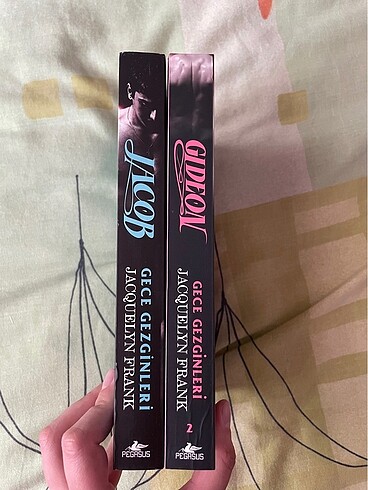 JACOB
GECE GEZGİNLERİ
JACQUELYN FRANK
PEGASUS
GIDEON
GECE GEZGİNLERİ
JACQUELYN FRANK
2
PEGASUS